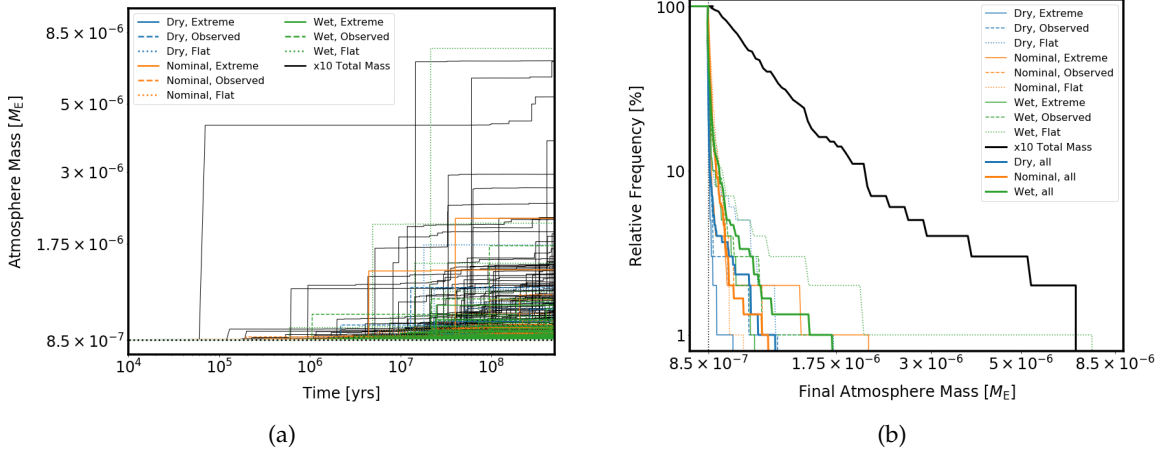 Dry, Extreme
Dry, Observed
Dry, Flat
Nominal, Extreme
Nominal, Observed
Nominal, Flat
Wet, Extreme
Wet, Observed
Wet, Flat
x10 Total Mass
Atmosphere Mass [M_E]
8.5 × 10⁻⁶
5 × 10⁻⁶
3 × 10⁻⁶
1.75 × 10⁻⁶
8.5 × 10⁻⁷
10⁴
10⁵
10⁶
10⁷
10⁸
Time [yrs]
(a)
Dry, Extreme
Dry, Observed
Dry, Flat
Nominal, Extreme
Nominal, Observed
Nominal, Flat
Wet, Extreme
Wet, Observed
Wet, Flat
x10 Total Mass
Dry, all
Nominal, all
Wet, all
Relative Frequency [%]
100
10
1
8.5 × 10⁻⁷
1.75 × 10⁻⁶
3 × 10⁻⁶
5 × 10⁻⁶
8.5 × 10⁻⁶
Final Atmosphere Mass [M_E]
(b)